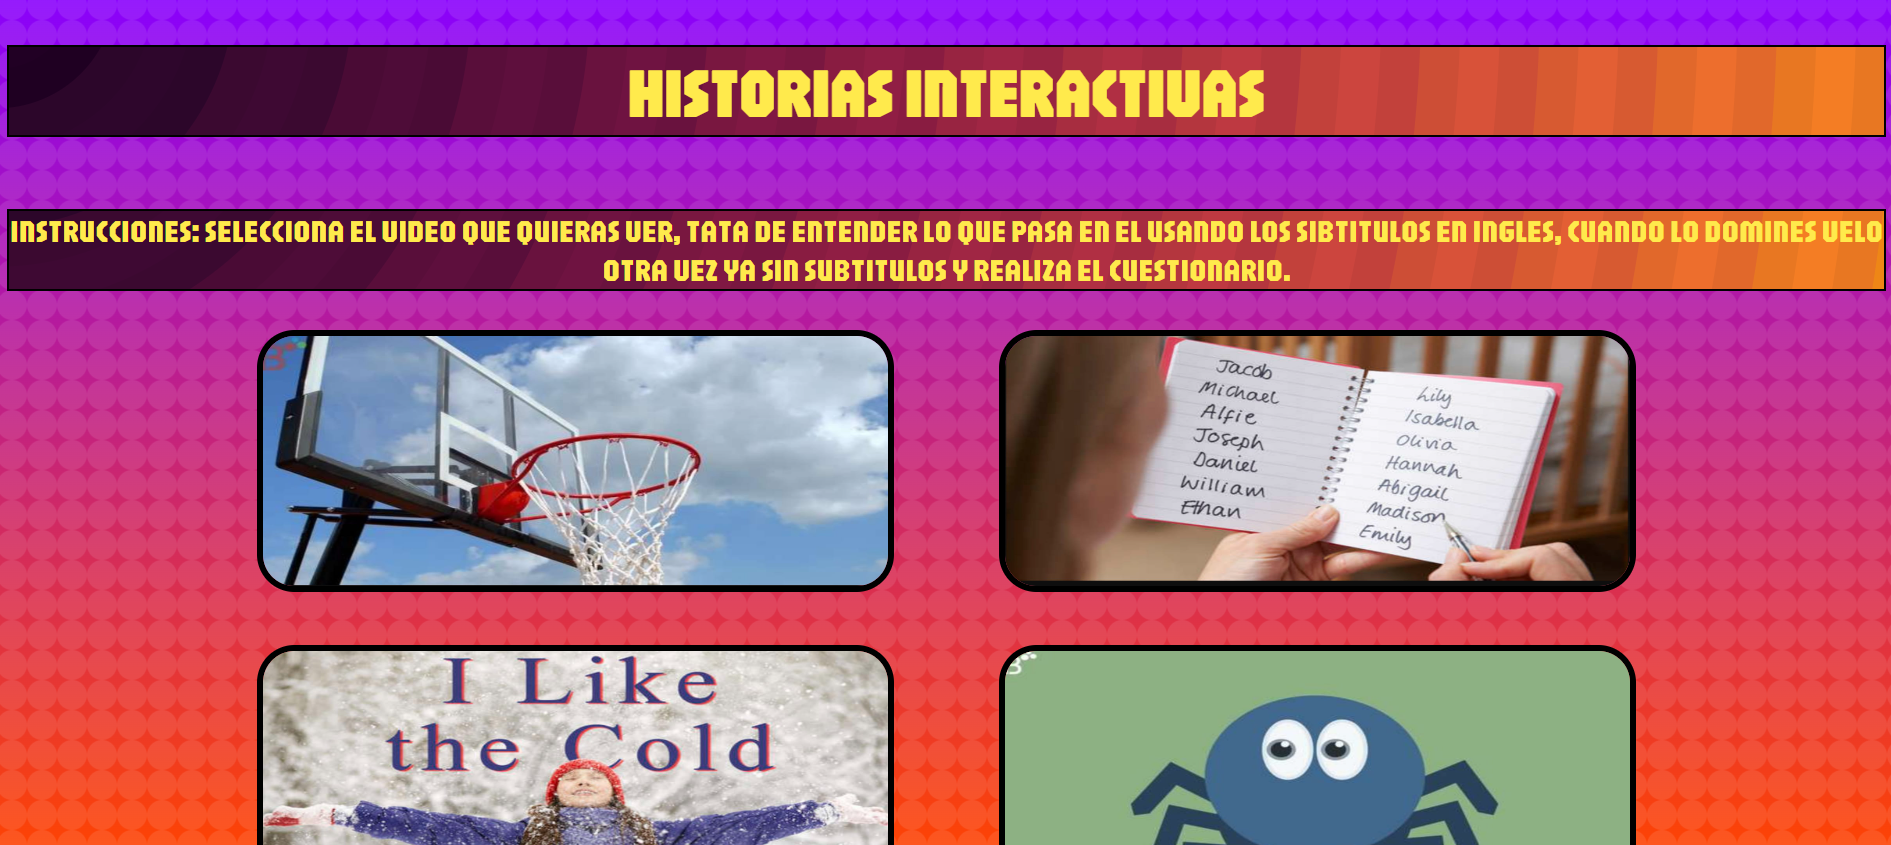 HISTORIAS INTERACTIVAS
INSTRUCCIONES: SELECCIONA EL VIDEO QUE QUIERAS VER, TATA DE ENTENDER LO QUE PASA EN EL USANDO LOS SIBTITULOS EN INGLES, CUANDO LO DOMINES VELO
OTRA VEZ YA SIN SUBTITULOS Y REALIZA EL CUESTIONARIO.
Jacob
Michael
Alfie
Joseph
Daniel
William
Ethan
Lily
Isabella
Olivia
Hannah
Abigail
Madison
Emily
I Like
the Cold